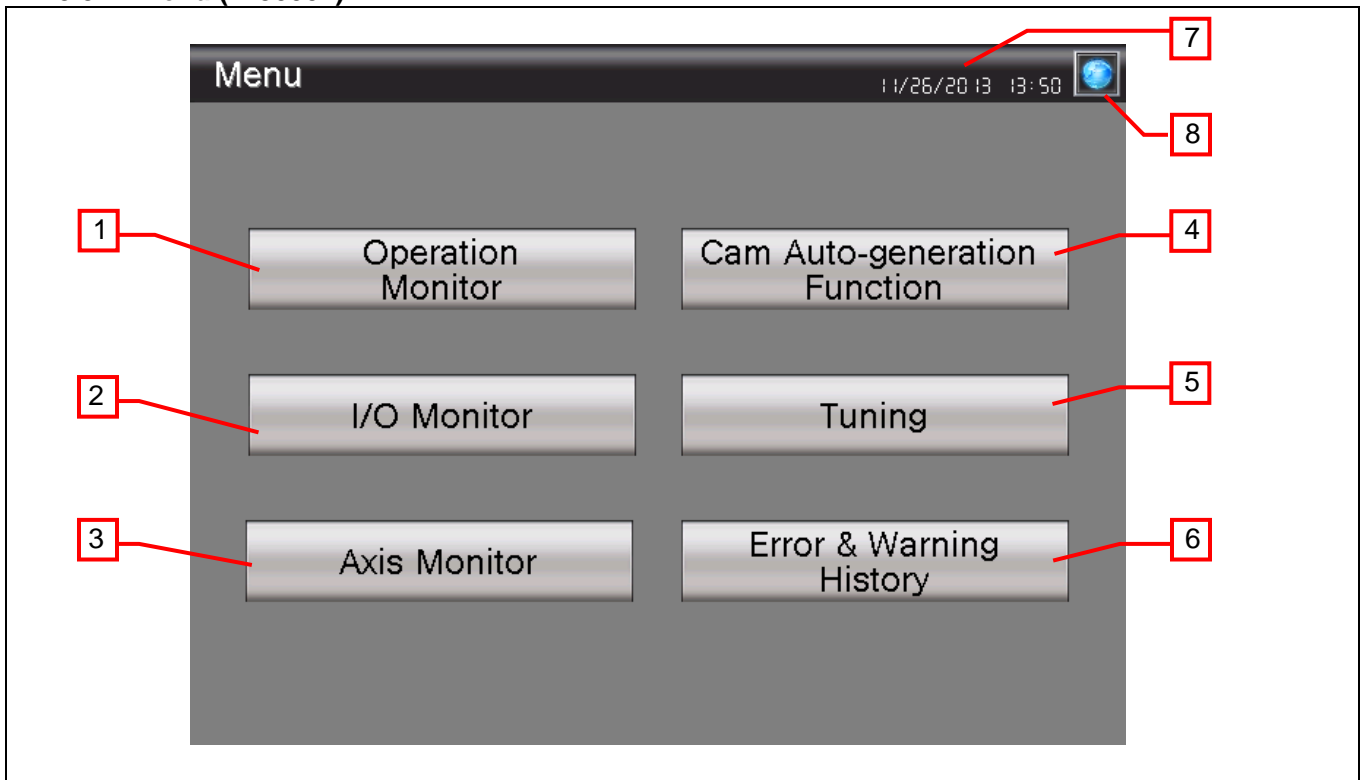 7
Menu
11/26/2013 13:50
8
1
Operation
Monitor
Cam Auto-generation
Function
4
2
I/O Monitor
Tuning
5
3
Axis Monitor
Error & Warning
History
6